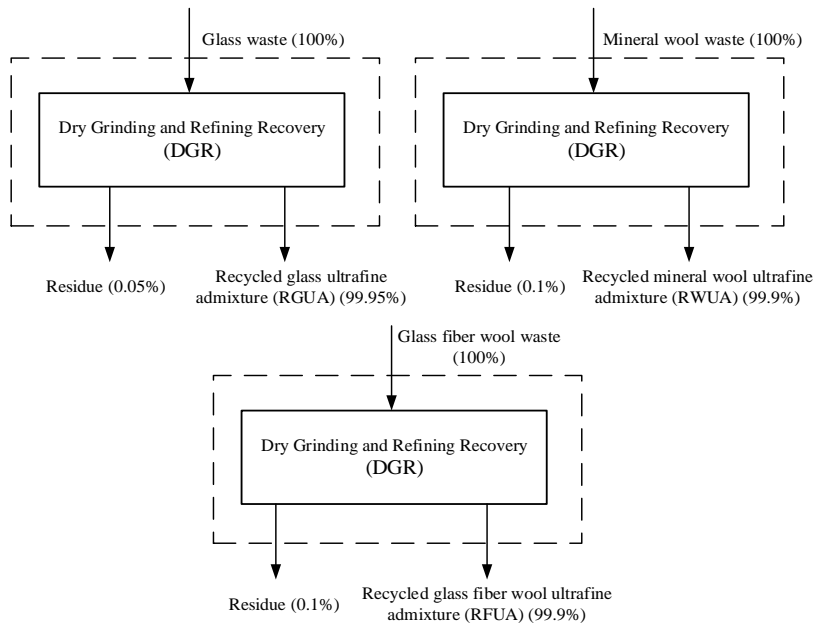 Glass waste (100%)
Dry Grinding and Refining Recovery
(DGR)
Residue (0.05%)
Recycled glass ultrafine
admixture (RGUA) (99.95%)
Mineral wool waste (100%)
Dry Grinding and Refining Recovery
(DGR)
Residue (0.1%)
Recycled mineral wool ultrafine
admixture (RWUA) (99.9%)
Glass fiber wool waste
(100%)
Dry Grinding and Refining Recovery
(DGR)
Residue (0.1%)
Recycled glass fiber wool ultrafine
admixture (RFUA) (99.9%)